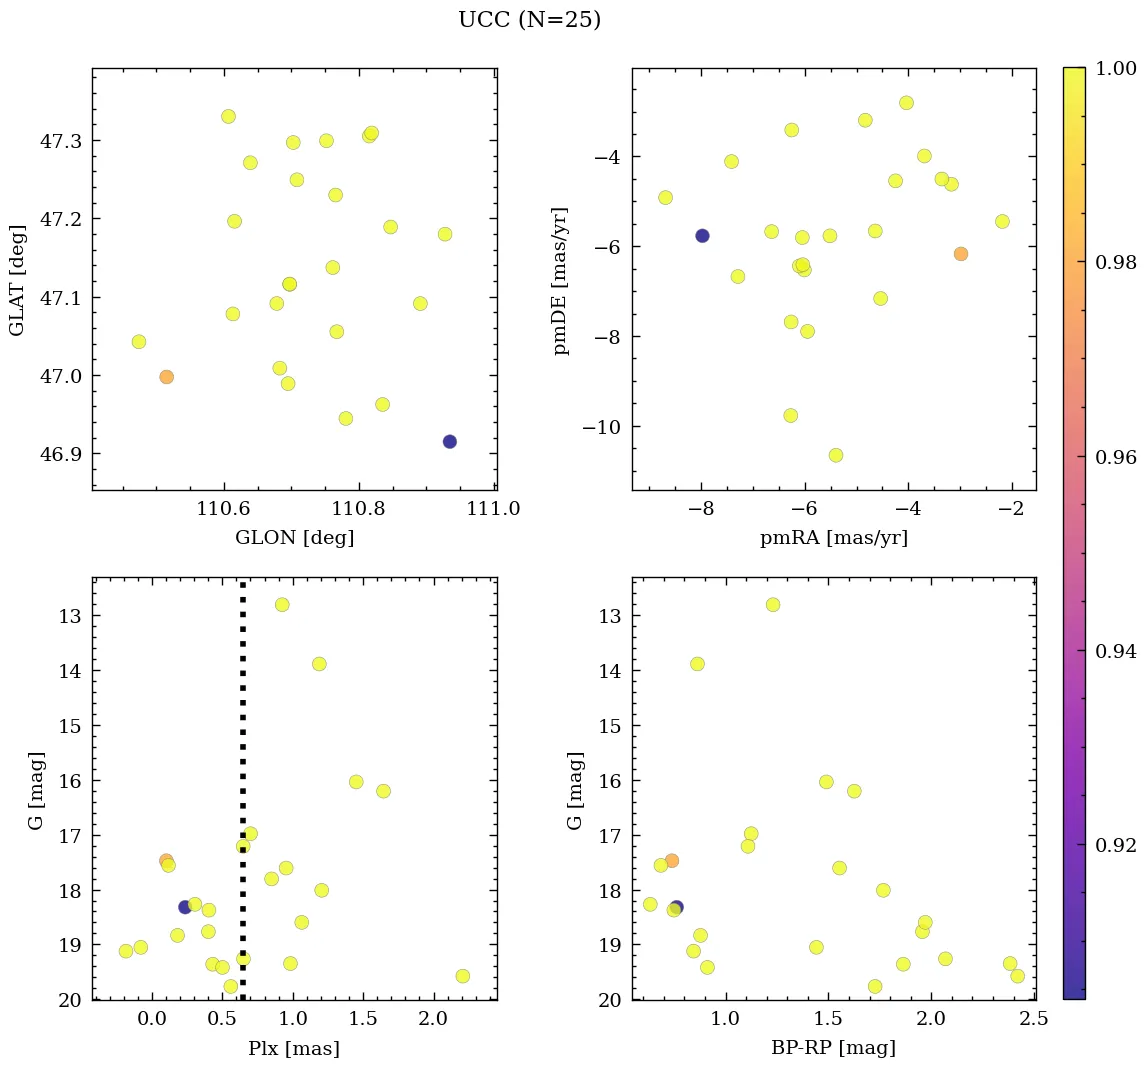 UCC (N=25)
47.3
47.2
47.1
47.0
46.9
GLAT [deg]
110.6 110.8 111.0
GLON [deg]
−4
−6
−8
−10
pmDE [mas/yr]
−8 −6 −4 −2
pmRA [mas/yr]
13
14
15
16
17
18
19
20
G [mag]
0.0 0.5 1.0 1.5 2.0
Plx [mas]
13
14
15
16
17
18
19
20
G [mag]
1.0 1.5 2.0 2.5
BP-RP [mag]
1.00
0.98
0.96
0.94
0.92